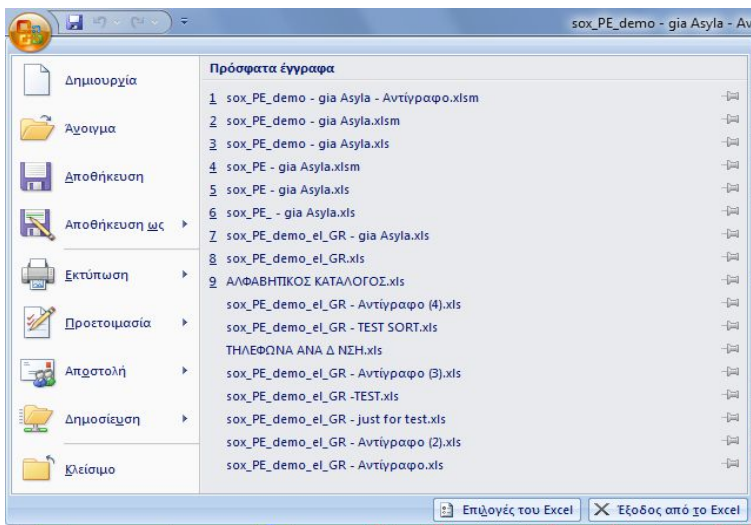 sox_PE_demo - gia Asyla - Αν
Δημιουργία
Άνοιγμα
Αποθήκευση
Αποθήκευση ως
Εκτύπωση
Προετοιμασία
Αποστολή
Δημοσίευση
Κλείσιμο
Πρόσφατα έγγραφα
1 sox_PE_demo - gia Asyla - Αντίγραφο.xlsm
2 sox_PE_demo - gia Asyla.xlsm
3 sox_PE_demo - gia Asyla.xls
4 sox_PE - gia Asyla.xlsm
5 sox_PE - gia Asyla.xls
6 sox_PE_ - gia Asyla.xls
7 sox_PE_demo_el_GR - gia Asyla.xls
8 sox_PE_demo_el_GR.xls
9 ΑΛΦΑΒΗΤΙΚΟΣ ΚΑΤΑΛΟΓΟΣ.xls
sox_PE_demo_el_GR - Αντίγραφο (4).xls
sox_PE_demo_el_GR - TEST SORT.xls
ΤΗΛΕΦΩΝΑ ΑΝΑ Δ ΝΣΗ.xls
sox_PE_demo_el_GR - Αντίγραφο (3).xls
sox_PE_demo_el_GR -TEST.xls
sox_PE_demo_el_GR - just for test.xls
sox_PE_demo_el_GR - Αντίγραφο (2).xls
sox_PE_demo_el_GR - Αντίγραφο.xls
Επιλογές του Excel
Έξοδος από το Excel